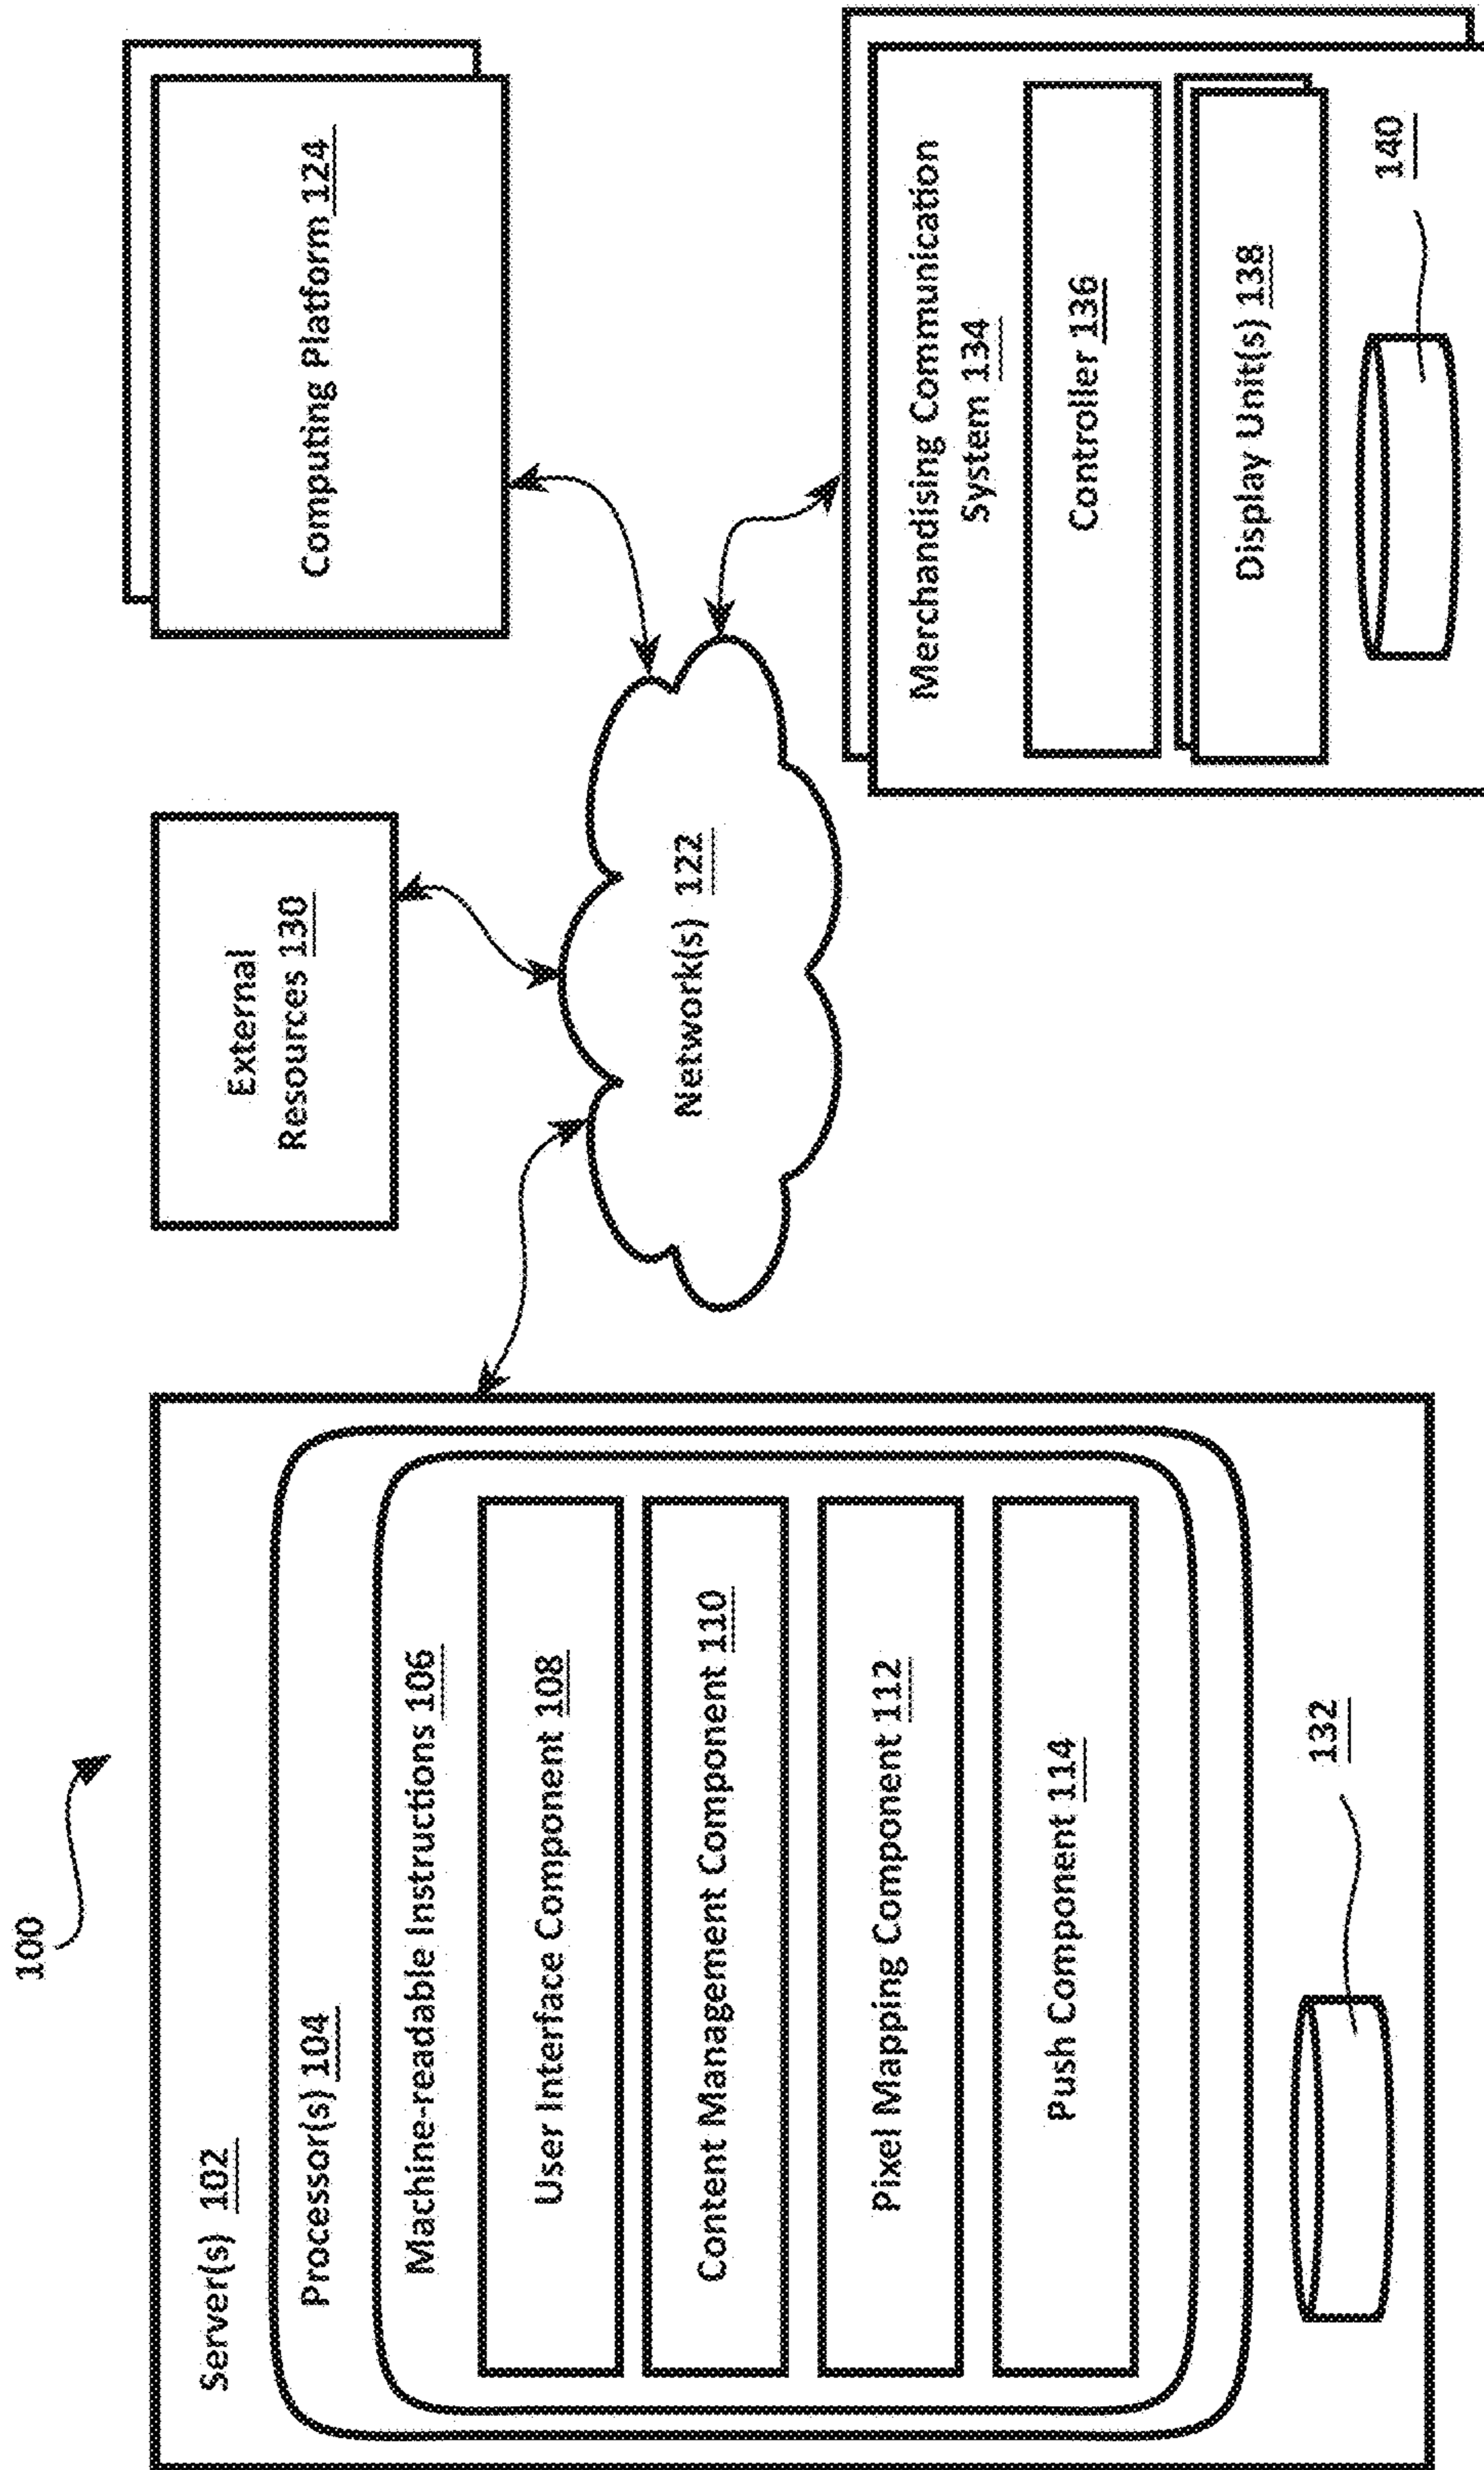 100
Server(s) 102
Processor(s) 104
Machine-readable Instructions 106
User Interface Component 108
Content Management Component 110
Pixel Mapping Component 112
Push Component 114
132
External
Resources 130
Network(s) 122
Computing Platform 124
Merchandising Communication
System 134
Controller 136
Display Unit(s) 138
140